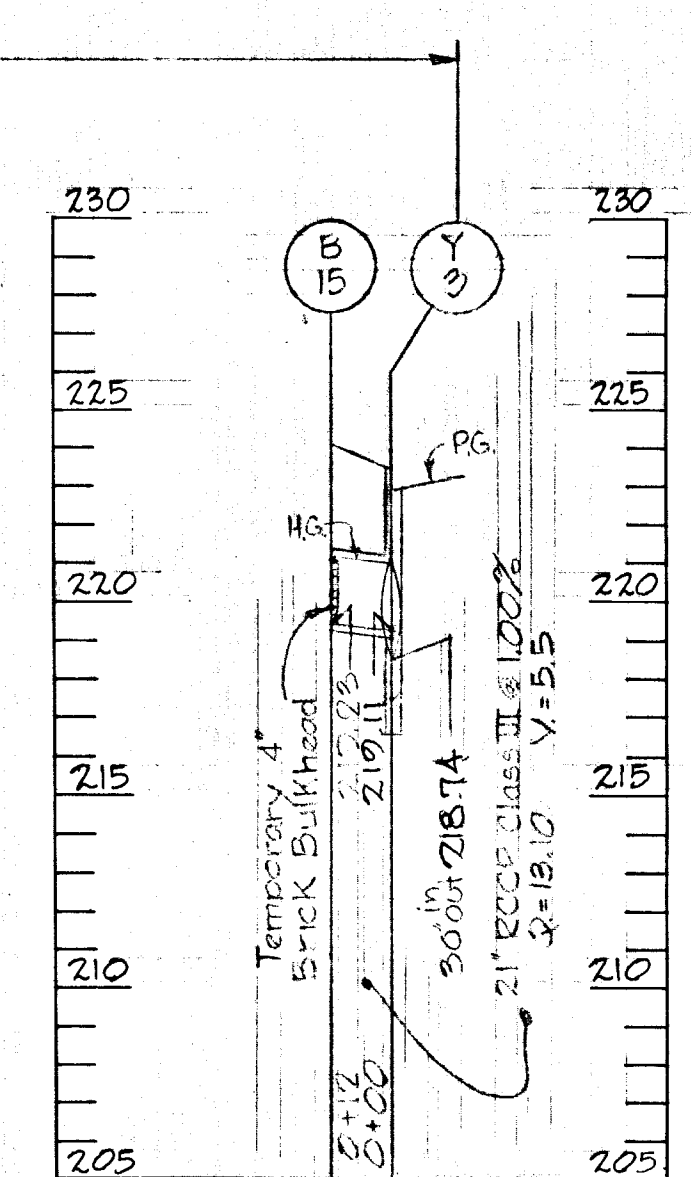 230
230
B
15
Y
3
225
225
P.G.
H.G.
220
220
Temporary 4"
Brick Bulkhead
219.23
219.11
30" in
out 218.74
21" RCCP Class III @ 1.00%
Q=13.10 V=5.5
215
215
210
210
0+12
0+00
205
205